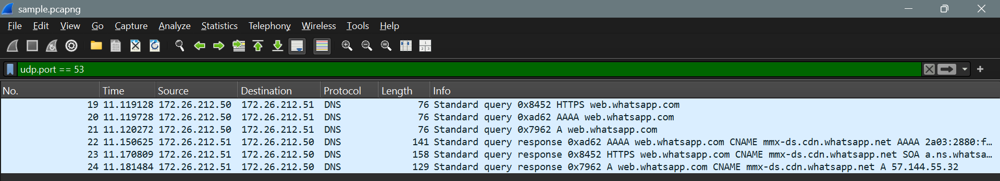 sample.pcapng
File Edit View Go Capture Analyze Statistics Telephony Wireless Tools Help
udp.port == 53
No. Time Source Destination Protocol Length Info
19 11.119128 172.26.212.50 172.26.212.51 DNS 76 Standard query 0x8452 HTTPS web.whatsapp.com
20 11.119728 172.26.212.50 172.26.212.51 DNS 76 Standard query 0xad62 AAAA web.whatsapp.com
21 11.120272 172.26.212.50 172.26.212.51 DNS 76 Standard query 0x7962 A web.whatsapp.com
22 11.150625 172.26.212.51 172.26.212.50 DNS 141 Standard query response 0xad62 AAAA web.whatsapp.com CNAME mmx-ds.cdn.whatsapp.net AAAA 2a03:2880:f…
23 11.170809 172.26.212.51 172.26.212.50 DNS 158 Standard query response 0x8452 HTTPS web.whatsapp.com CNAME mmx-ds.cdn.whatsapp.net SOA a.ns.whatsa…
24 11.181484 172.26.212.51 172.26.212.50 DNS 129 Standard query response 0x7962 A web.whatsapp.com CNAME mmx-ds.cdn.whatsapp.net A 57.144.55.32